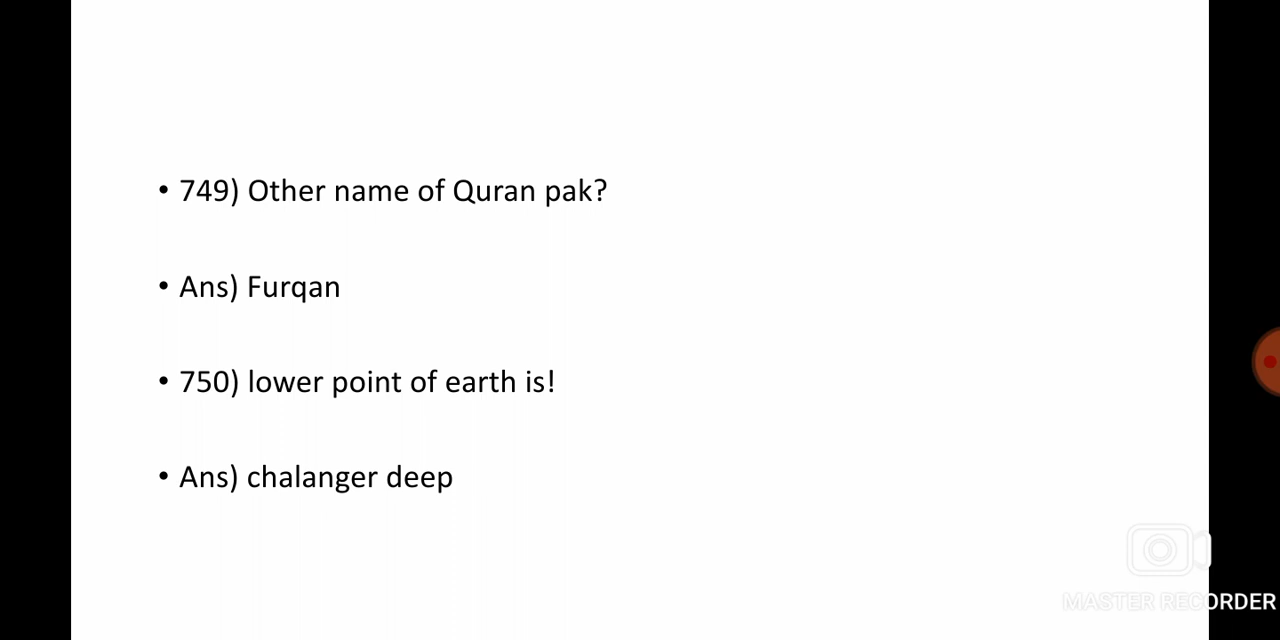 • 749) Other name of Quran pak?
• Ans) Furqan
• 750) lower point of earth is!
• Ans) chalanger deep
MASTER RECORDER